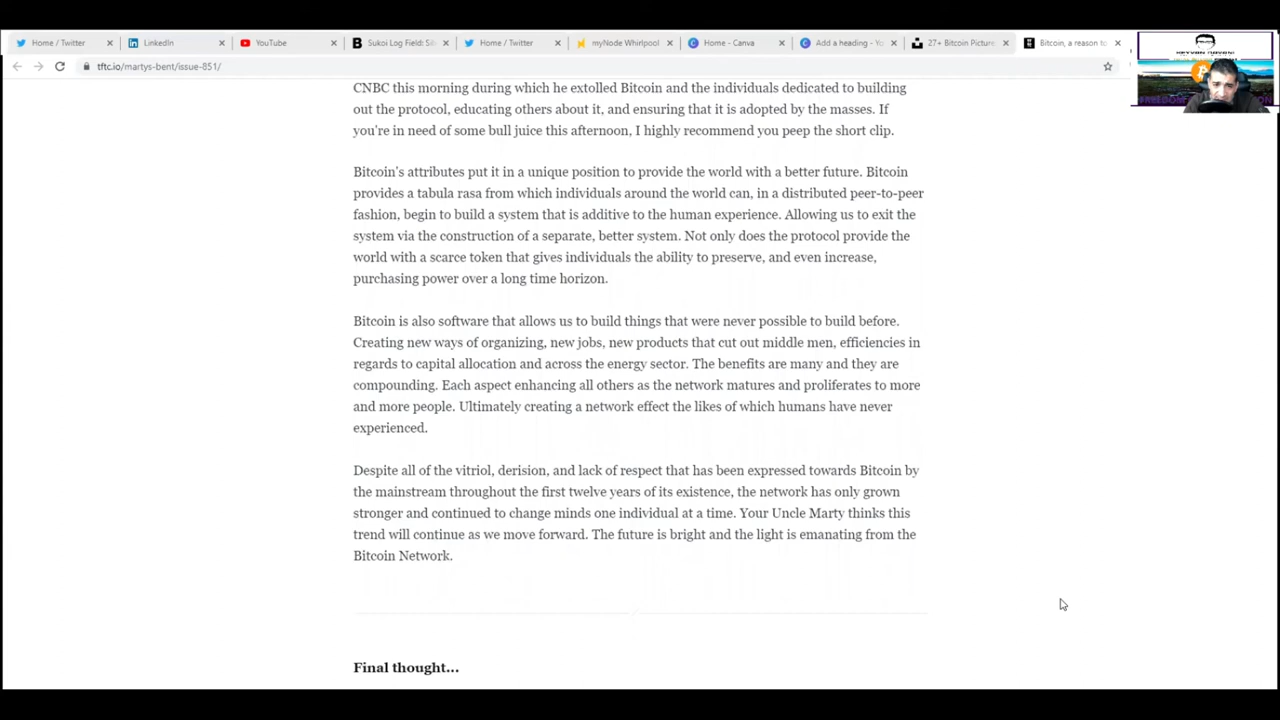 Home / Twitter
LinkedIn
YouTube
Sukoi Log Field: S
Home / Twitter
myNode Whirlpool
Home - Canva
Add a heading - Yo
27+ Bitcoin Picture
Bitcoin, a reason to
tftc.io/martys-bent/issue-851/
CNBC this morning during which he extolled Bitcoin and the individuals dedicated to building
out the protocol, educating others about it, and ensuring that it is adopted by the masses. If
you're in need of some bull juice this afternoon, I highly recommend you peep the short clip.
Bitcoin's attributes put it in a unique position to provide the world with a better future. Bitcoin
provides a tabula rasa from which individuals around the world can, in a distributed peer-to-peer
fashion, begin to build a system that is additive to the human experience. Allowing us to exit the
system via the construction of a separate, better system. Not only does the protocol provide the
world with a scarce token that gives individuals the ability to preserve, and even increase,
purchasing power over a long time horizon.
Bitcoin is also software that allows us to build things that were never possible to build before.
Creating new ways of organizing, new jobs, new products that cut out middle men, efficiencies in
regards to capital allocation and across the energy sector. The benefits are many and they are
compounding. Each aspect enhancing all others as the network matures and proliferates to more
and more people. Ultimately creating a network effect the likes of which humans have never
experienced.
Despite all of the vitriol, derision, and lack of respect that has been expressed towards Bitcoin by
the mainstream throughout the first twelve years of its existence, the network has only grown
stronger and continued to change minds one individual at a time. Your Uncle Marty thinks this
trend will continue as we move forward. The future is bright and the light is emanating from the
Bitcoin Network.
Final thought...